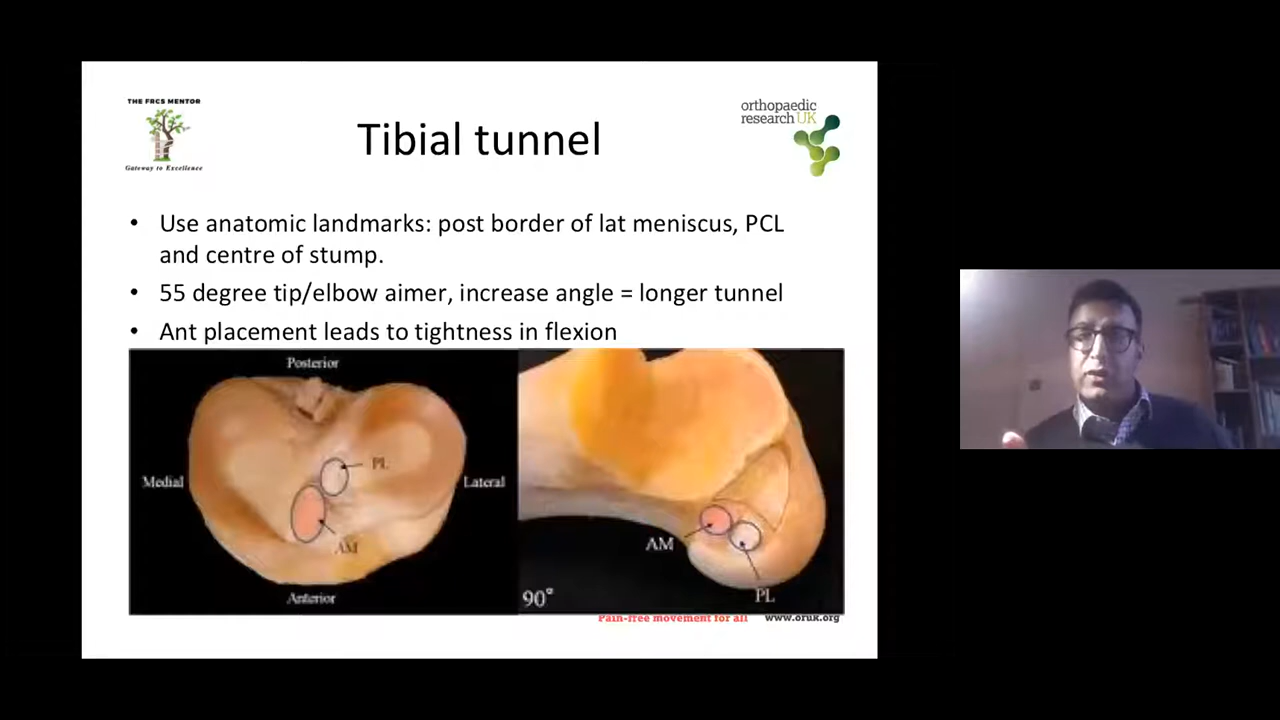 THE FRCS MENTOR
Gateway to Excellence
orthopaedic
research UK
Tibial tunnel
• Use anatomic landmarks: post border of lat meniscus, PCL
and centre of stump.
• 55 degree tip/elbow aimer, increase angle = longer tunnel
• Ant placement leads to tightness in flexion
Posterior
PL
Medial
Lateral
AM
Anterior
AM
PL
90°
Pain-free movement for all www.oruk.org